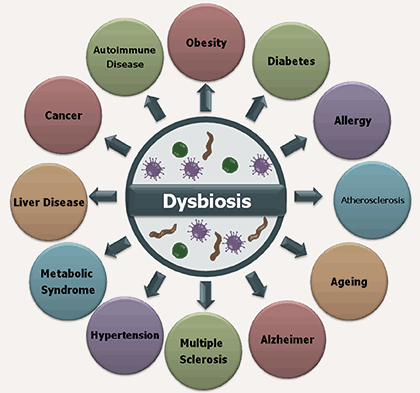 Obesity
Diabetes
Allergy
Atherosclerosis
Ageing
Alzheimer
Multiple
Sclerosis
Hypertension
Metabolic
Syndrome
Liver Disease
Cancer
Autoimmune
Disease
Dysbiosis